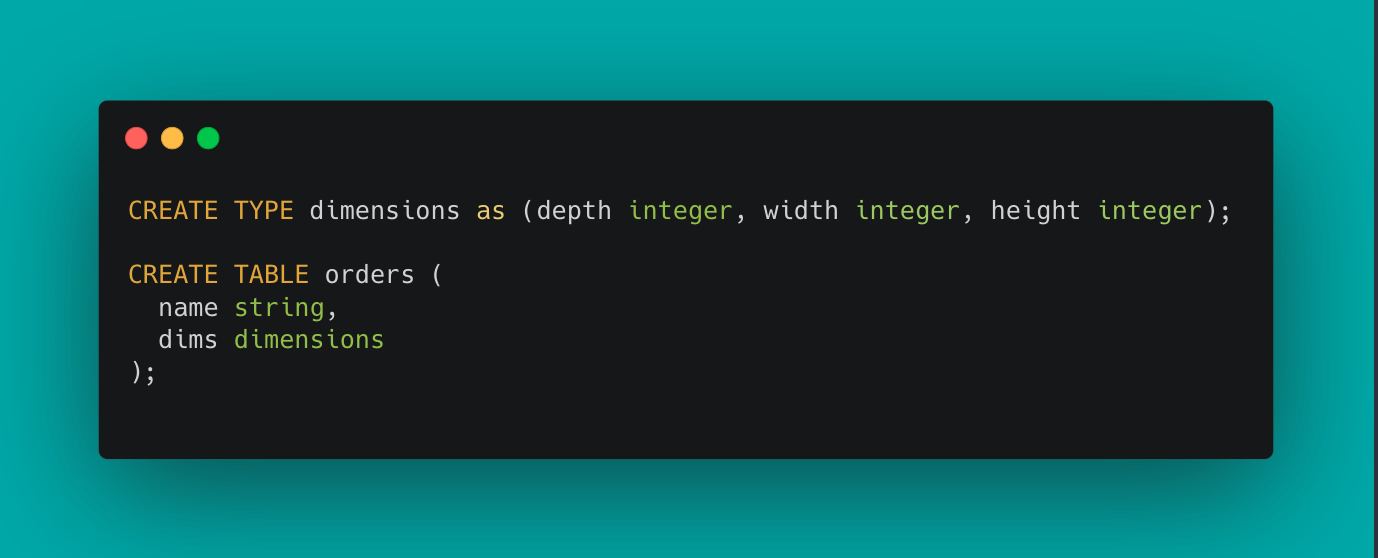 CREATE TYPE dimensions as (depth integer, width integer, height integer);
CREATE TABLE orders (
name string,
dims dimensions
);